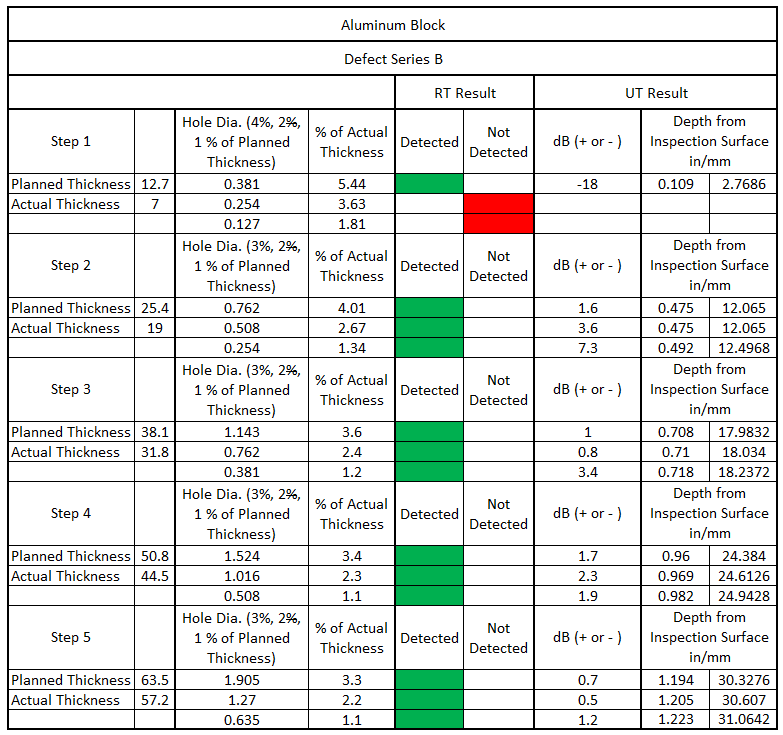 Aluminum Block
Defect Series B
RT Result UT Result
Step 1 Hole Dia. (4%, 2%, 1 % of Planned Thickness) % of Actual Thickness Detected Not Detected dB (+ or - ) Depth from Inspection Surface in/mm
Planned Thickness 12.7 0.381 5.44 -18 0.109 2.7686
Actual Thickness 7 0.254 3.63
0.127 1.81
Step 2 Hole Dia. (3%, 2%, 1 % of Planned Thickness) % of Actual Thickness Detected Not Detected dB (+ or - ) Depth from Inspection Surface in/mm
Planned Thickness 25.4 0.762 4.01 1.6 0.475 12.065
Actual Thickness 19 0.508 2.67 3.6 0.475 12.065
0.254 1.34 7.3 0.492 12.4968
Step 3 Hole Dia. (3%, 2%, 1 % of Planned Thickness) % of Actual Thickness Detected Not Detected dB (+ or - ) Depth from Inspection Surface in/mm
Planned Thickness 38.1 1.143 3.6 1 0.708 17.9832
Actual Thickness 31.8 0.762 2.4 0.8 0.71 18.034
0.381 1.2 3.4 0.718 18.2372
Step 4 Hole Dia. (3%, 2%, 1 % of Planned Thickness) % of Actual Thickness Detected Not Detected dB (+ or - ) Depth from Inspection Surface in/mm
Planned Thickness 50.8 1.524 3.4 1.7 0.96 24.384
Actual Thickness 44.5 1.016 2.3 2.3 0.969 24.6126
0.508 1.1 1.9 0.982 24.9428
Step 5 Hole Dia. (3%, 2%, 1 % of Planned Thickness) % of Actual Thickness Detected Not Detected dB (+ or - ) Depth from Inspection Surface in/mm
Planned Thickness 63.5 1.905 3.3 0.7 1.194 30.3276
Actual Thickness 57.2 1.27 2.2 0.5 1.205 30.607
0.635 1.1 1.2 1.223 31.0642